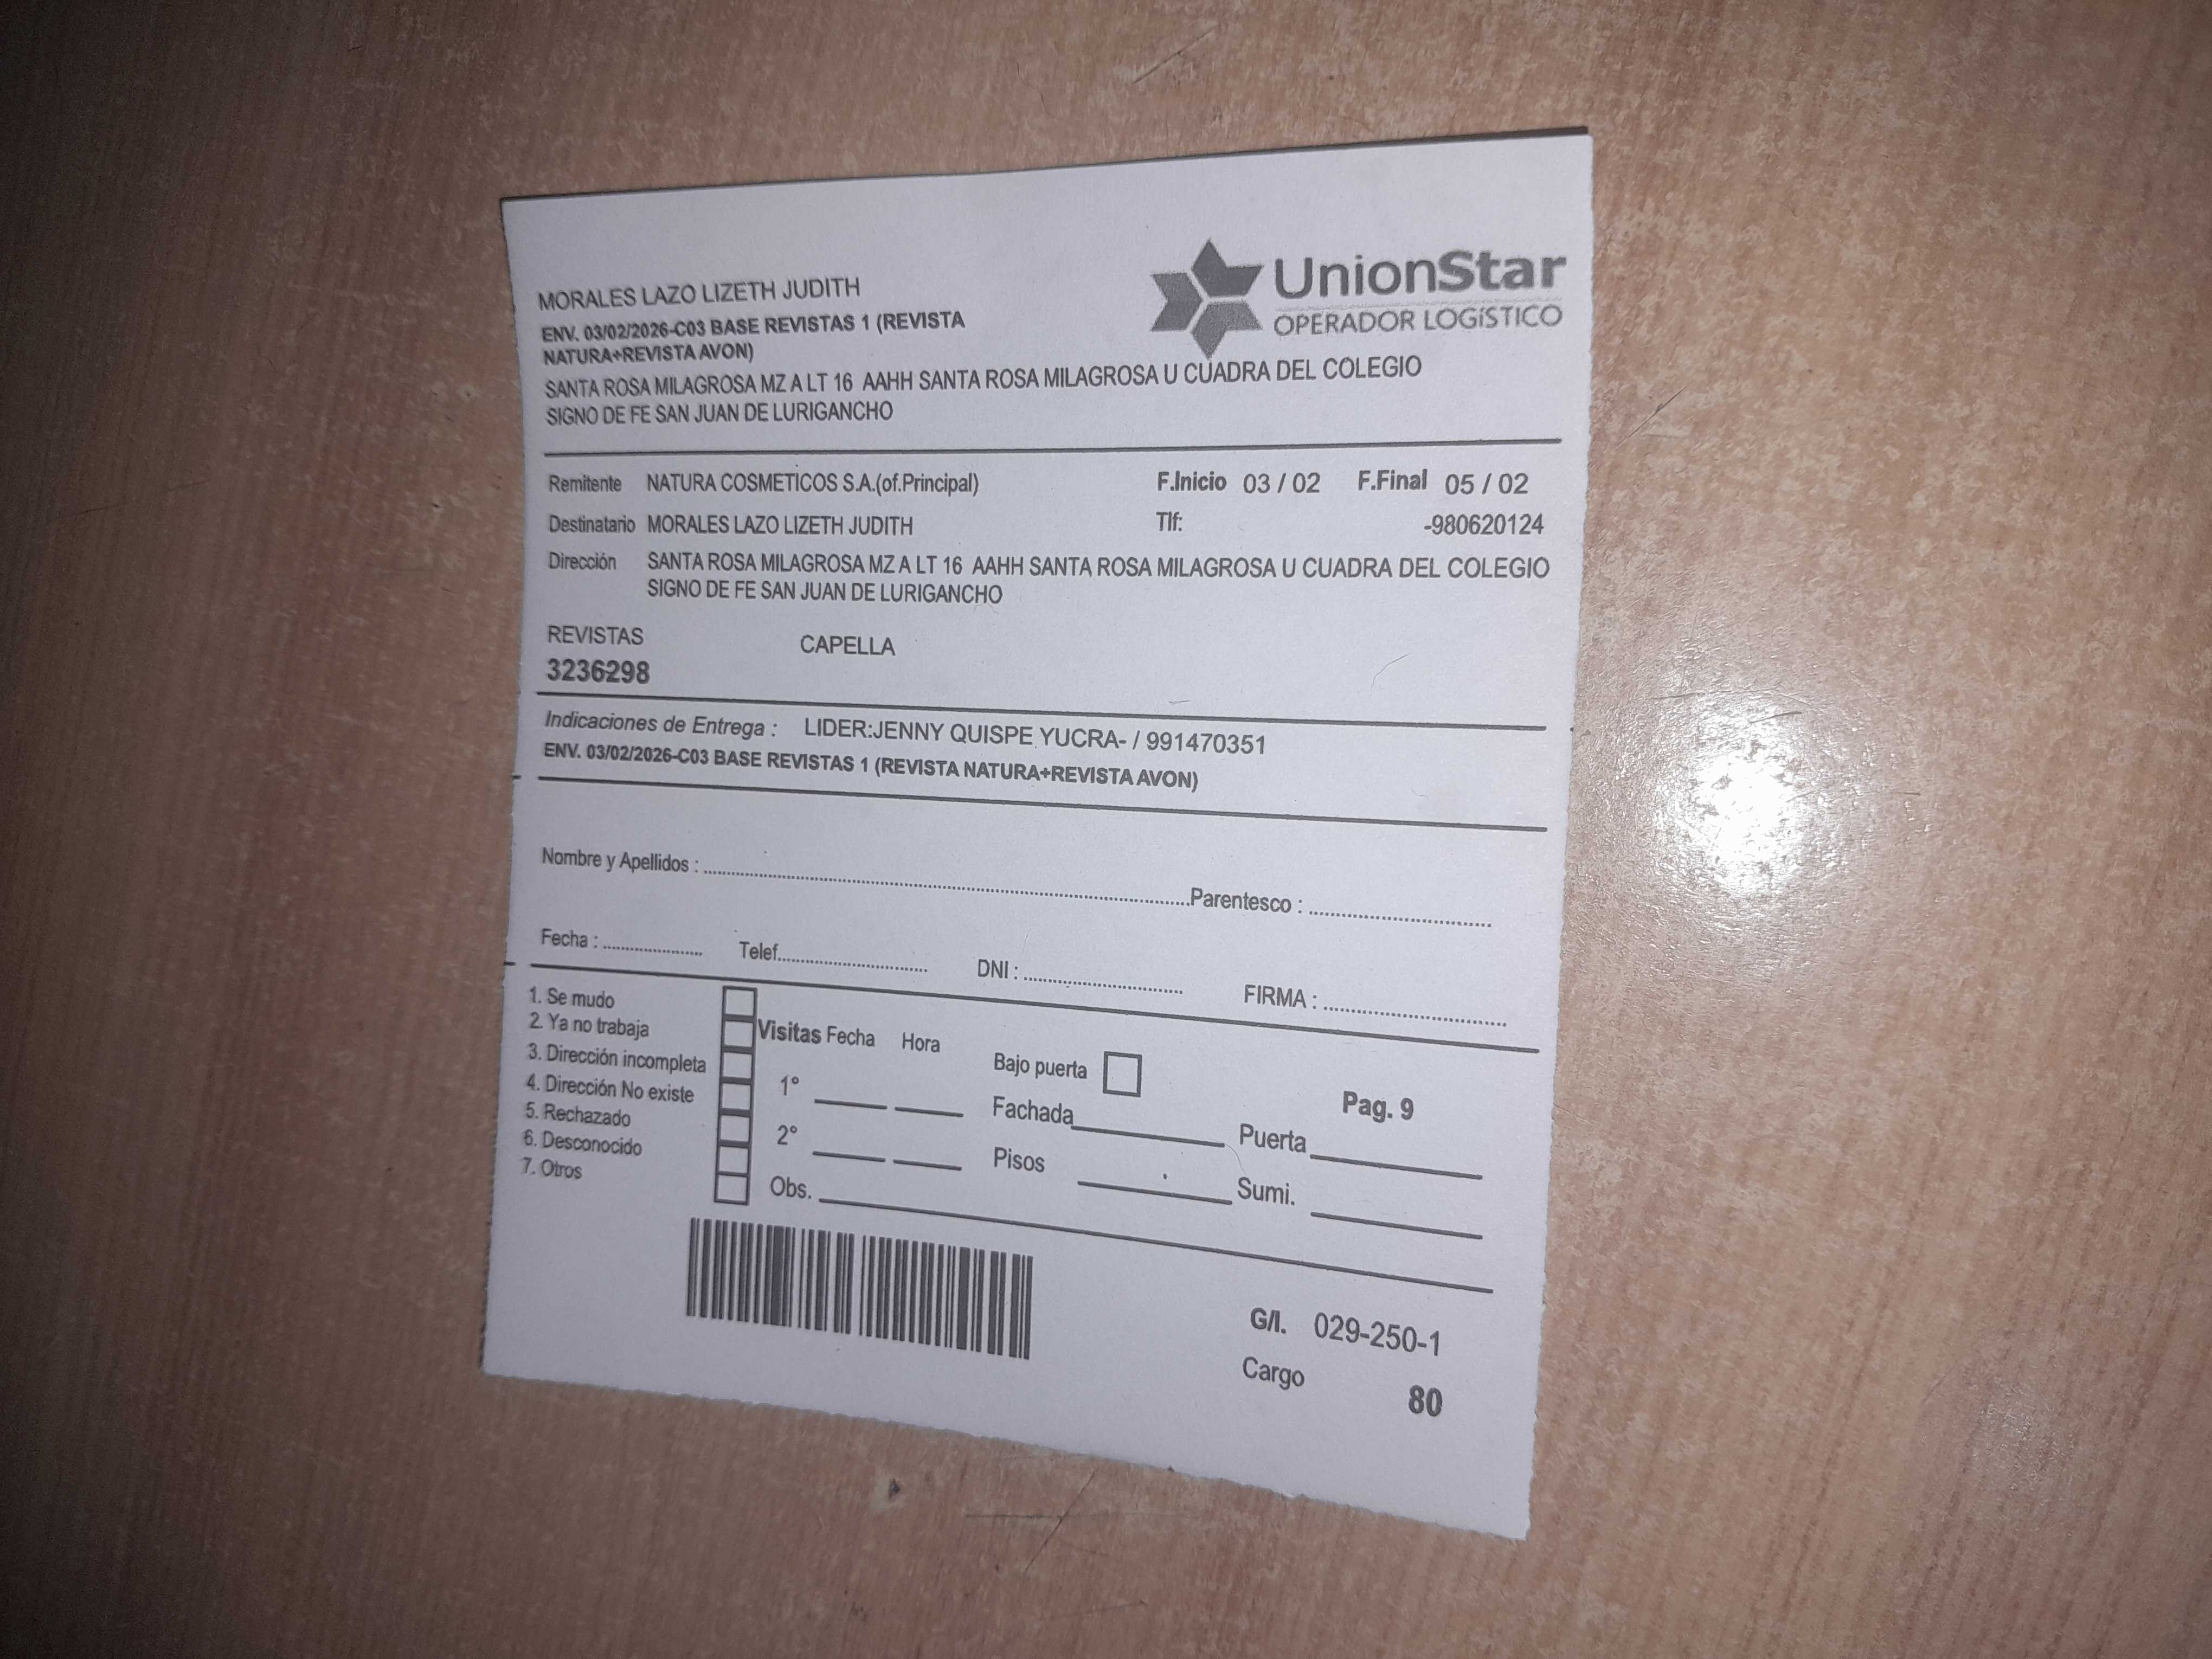 MORALES LAZO LIZETH JUDITH
ENV. 03/02/2026-C03 BASE REVISTAS 1 (REVISTA
NATURA+REVISTA AVON)
UnionStar
OPERADOR LOGíSTICO
SANTA ROSA MILAGROSA MZ A LT 16 AAHH SANTA ROSA MILAGROSA U CUADRA DEL COLEGIO
SIGNO DE FE SAN JUAN DE LURIGANCHO
Remitente NATURA COSMETICOS S.A.(of.Principal) F.Inicio 03 / 02 F.Final 05 / 02
Destinatario MORALES LAZO LIZETH JUDITH Tlf: -980620124
Dirección SANTA ROSA MILAGROSA MZ A LT 16 AAHH SANTA ROSA MILAGROSA U CUADRA DEL COLEGIO
SIGNO DE FE SAN JUAN DE LURIGANCHO
REVISTAS CAPELLA
3236298
Indicaciones de Entrega : LIDER:JENNY QUISPE YUCRA- / 991470351
ENV. 03/02/2026-C03 BASE REVISTAS 1 (REVISTA NATURA+REVISTA AVON)
Nombre y Apellidos : Parentesco :
Fecha : Telef. DNI : FIRMA :
1. Se mudo
2. Ya no trabaja
3. Dirección incompleta
4. Dirección No existe
5. Rechazado
6. Desconocido
7. Otros
Visitas Fecha Hora Bajo puerta
Pag. 9
1° Fachada Puerta
2° Pisos Sumi.
Obs.
G/I. 029-250-1
Cargo 80